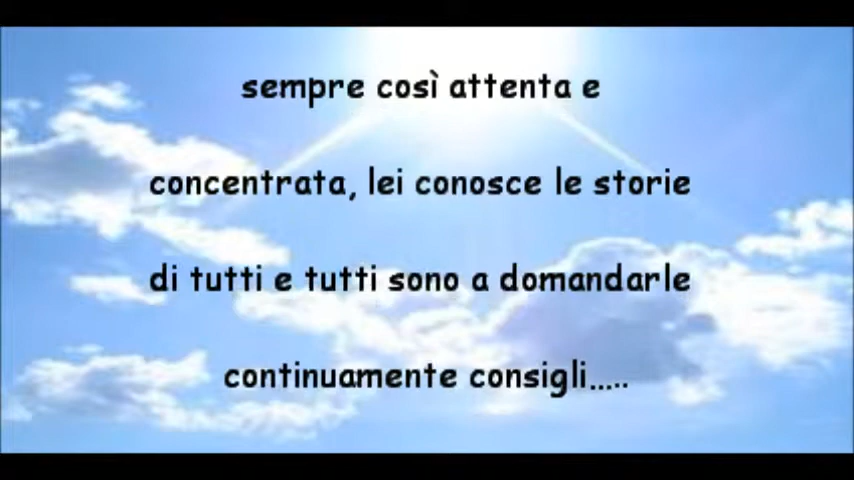 sempre così attenta e
concentrata, lei conosce le storie
di tutti e tutti sono a domandarle
continuamente consigli.....